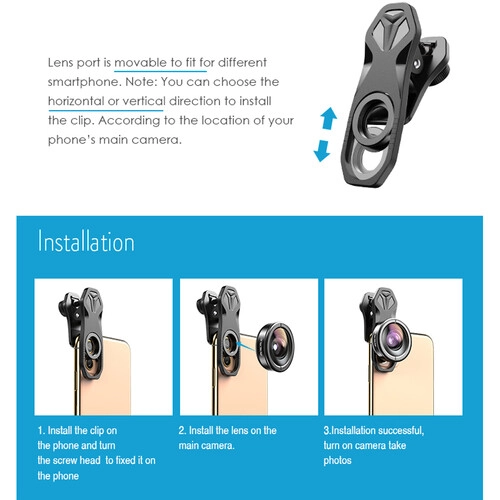 Lens port is movable to fit for different
smartphone. Note: You can choose the
horizontal or vertical direction to install
the clip. According to the location of your
phone's main camera.
Installation
1. Install the clip on
the phone and turn
the screw head to fixed it on
the phone
2. Install the lens on the
main camera.
3.Installation successful,
turn on camera take
photos